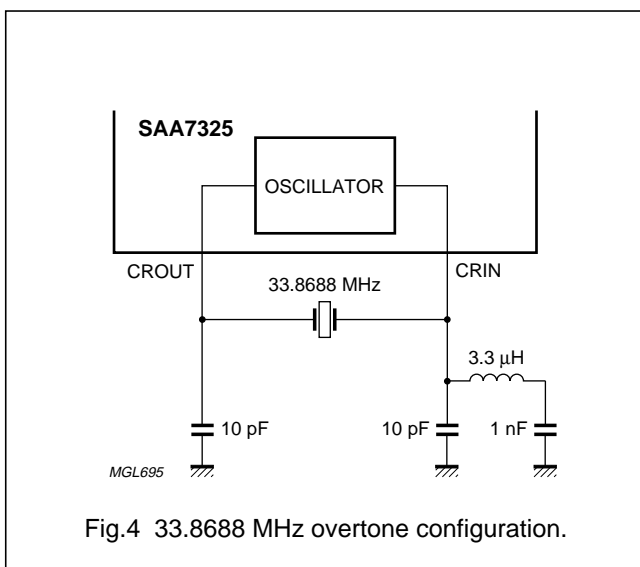 SAA7325
OSCILLATOR
CROUT
CRIN
33.8688 MHz
3.3 μH
10 pF
10 pF
1 nF
MGL695
Fig.4 33.8688 MHz overtone configuration.